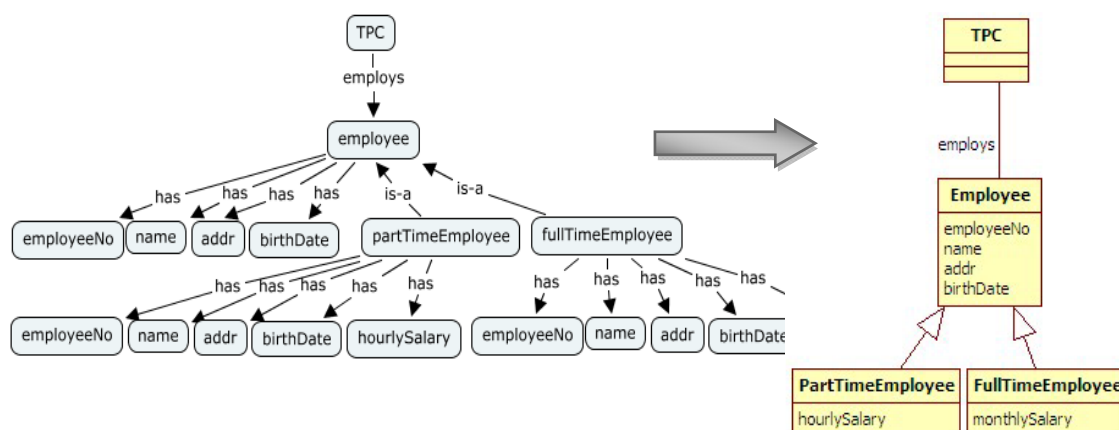 TPC
employs
employee
has has has has is-a is-a
employeeNo name addr birthDate partTimeEmployee fullTimeEmployee
has has has has has has has has has has
employeeNo name addr birthDate hourlySalary employeeNo name addr birthDate
TPC
employs
Employee
employeeNo
name
addr
birthDate
PartTimeEmployee FullTimeEmployee
hourlySalary monthlySalary